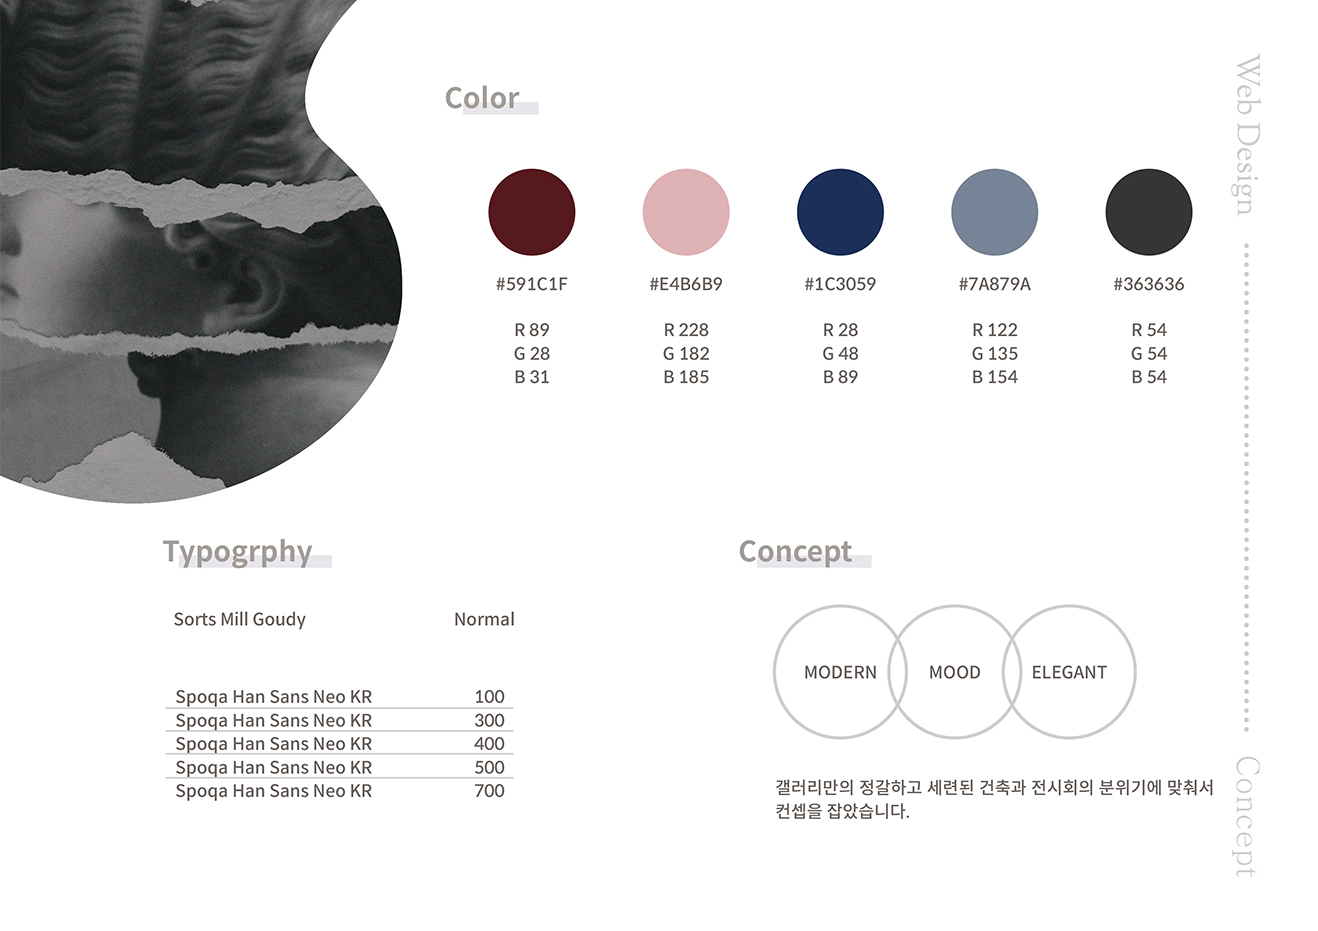 Color
#591C1F
R 89
G 28
B 31
#E4B6B9
R 228
G 182
B 185
#1C3059
R 28
G 48
B 89
#7A879A
R 122
G 135
B 154
#363636
R 54
G 54
B 54
Typogrphy
Sorts Mill Goudy Normal
Spoqa Han Sans Neo KR 100
Spoqa Han Sans Neo KR 300
Spoqa Han Sans Neo KR 400
Spoqa Han Sans Neo KR 500
Spoqa Han Sans Neo KR 700
Concept
MODERN MOOD ELEGANT
갤러리만의 정갈하고 세련된 건축과 전시회의 분위기에 맞춰서
컨셉을 잡았습니다.
Web Design
Concept